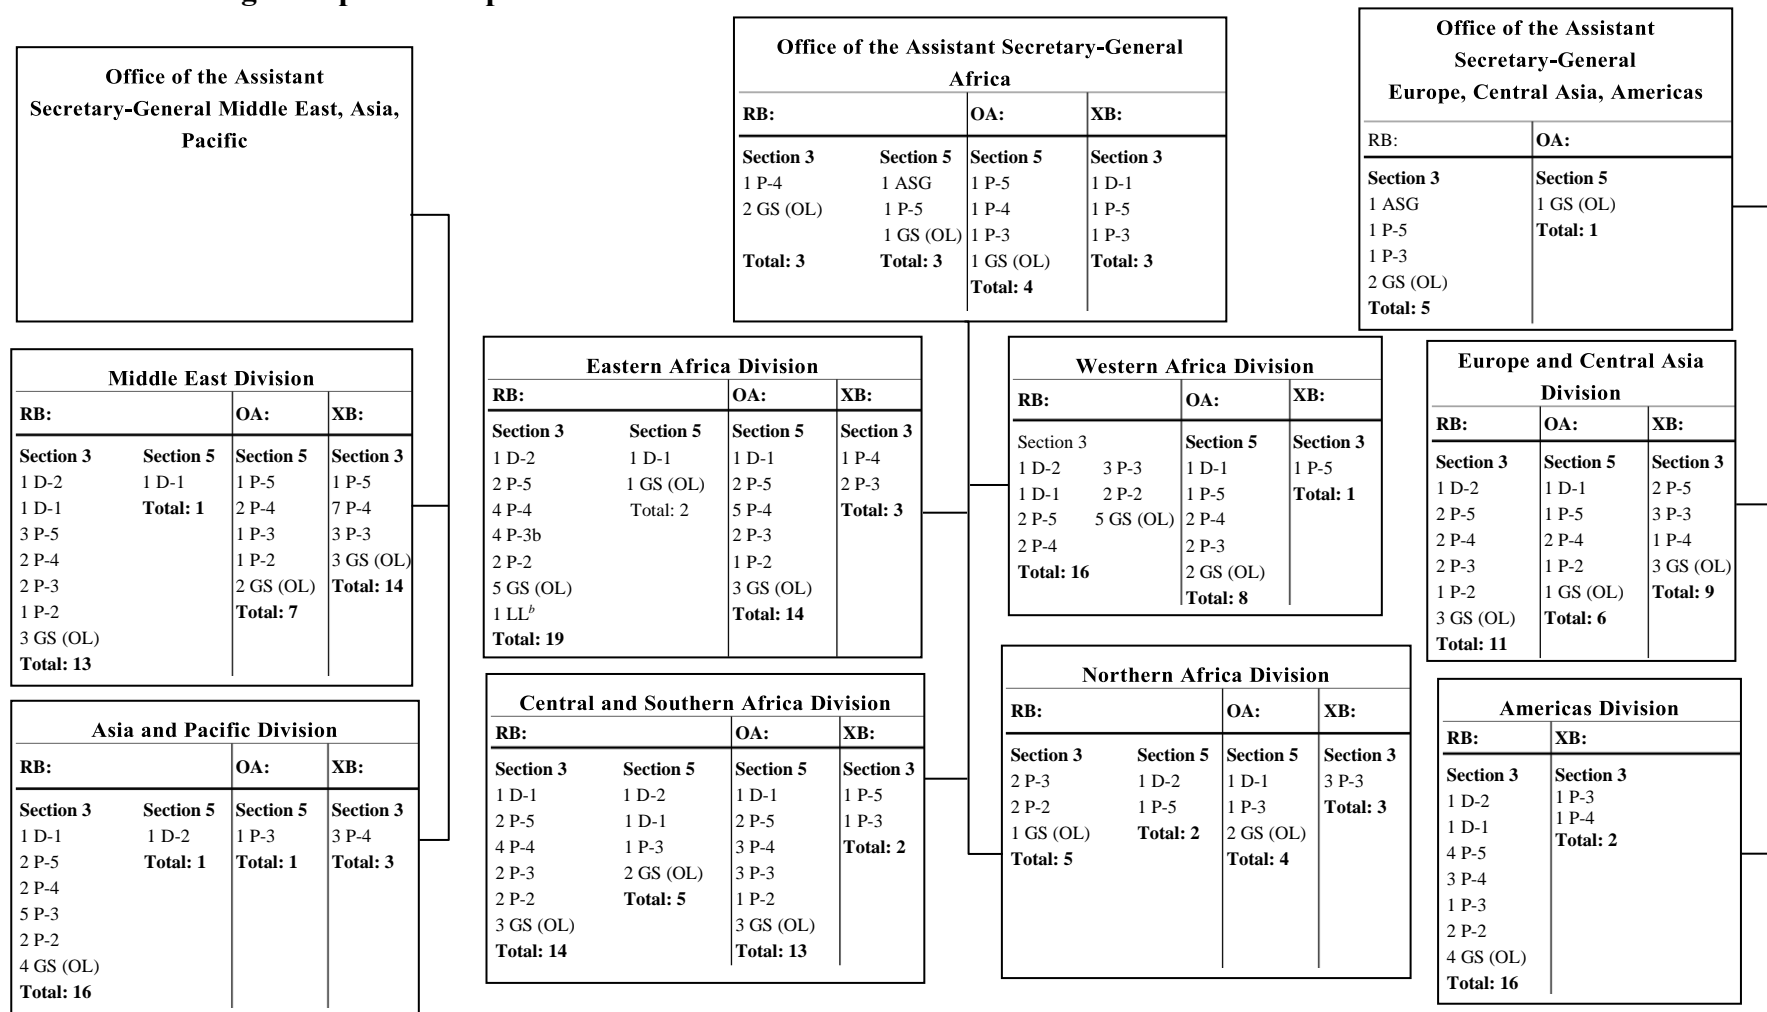 Office of the Assistant
Secretary-General Middle East, Asia,
Pacific
Middle East Division
RB: OA: XB:
Section 3 Section 5 Section 5 Section 3
1 D-2 1 D-1 1 P-5 1 P-5
1 D-1 Total: 1 2 P-4 7 P-4
3 P-5 1 P-3 3 P-3
2 P-4 1 P-2 3 GS (OL)
2 P-3 2 GS (OL) Total: 14
1 P-2 Total: 7
3 GS (OL)
Total: 13
Asia and Pacific Division
RB: OA: XB:
Section 3 Section 5 Section 5 Section 3
1 D-1 1 D-2 1 P-3 3 P-4
2 P-5 Total: 1 Total: 1 Total: 3
2 P-4
5 P-3
2 P-2
4 GS (OL)
Total: 16
Office of the Assistant Secretary-General
Africa
RB: OA: XB:
Section 3 Section 5 Section 5 Section 3
1 P-4 1 ASG 1 P-5 1 D-1
2 GS (OL) 1 P-5 1 P-4 1 P-5
1 GS (OL) 1 P-3 1 P-3
Total: 3 Total: 3 1 GS (OL) Total: 3
Total: 4
Eastern Africa Division
RB: OA: XB:
Section 3 Section 5 Section 5 Section 3
1 D-2 1 D-1 1 D-1 1 P-4
2 P-5 1 GS (OL) 2 P-5 2 P-3
4 P-4 Total: 2 5 P-4 Total: 3
4 P-3b 2 P-3
2 P-2 1 P-2
5 GS (OL) 3 GS (OL)
1 LLb Total: 14
Total: 19
Western Africa Division
RB: OA: XB:
Section 3 Section 5 Section 3
1 D-2 3 P-3 1 D-1 1 P-5
1 D-1 2 P-2 1 P-5 Total: 1
2 P-5 5 GS (OL) 2 P-4
2 P-4 2 P-3
Total: 16 2 GS (OL)
Total: 8
Central and Southern Africa Division
RB: OA: XB:
Section 3 Section 5 Section 5 Section 3
1 D-1 1 D-2 1 D-1 1 P-5
2 P-5 1 D-1 2 P-5 1 P-3
4 P-4 1 P-3 3 P-4 Total: 2
2 P-3 2 GS (OL) 3 P-3
2 P-2 Total: 5 1 P-2
3 GS (OL) 3 GS (OL)
Total: 14 Total: 13
Northern Africa Division
RB: OA: XB:
Section 3 Section 5 Section 5 Section 3
2 P-3 1 D-2 1 D-1 3 P-3
2 P-2 1 P-5 1 P-3 Total: 3
1 GS (OL) Total: 2 2 GS (OL)
Total: 5 Total: 4
Office of the Assistant
Secretary-General
Europe, Central Asia, Americas
RB: OA:
Section 3 Section 5
1 ASG 1 GS (OL)
1 P-5 Total: 1
1 P-3
2 GS (OL)
Total: 5
Europe and Central Asia
Division
RB: OA: XB:
Section 3 Section 5 Section 3
1 D-2 1 D-1 2 P-5
2 P-5 1 P-5 3 P-3
2 P-4 2 P-4 1 P-4
2 P-3 1 P-2 3 GS (OL)
1 P-2 1 GS (OL) Total: 9
3 GS (OL) Total: 6
Total: 11
Americas Division
RB: XB:
Section 3 Section 3
1 D-2 1 P-3
1 D-1 1 P-4
4 P-5 Total: 2
3 P-4
1 P-3
2 P-2
4 GS (OL)
Total: 16